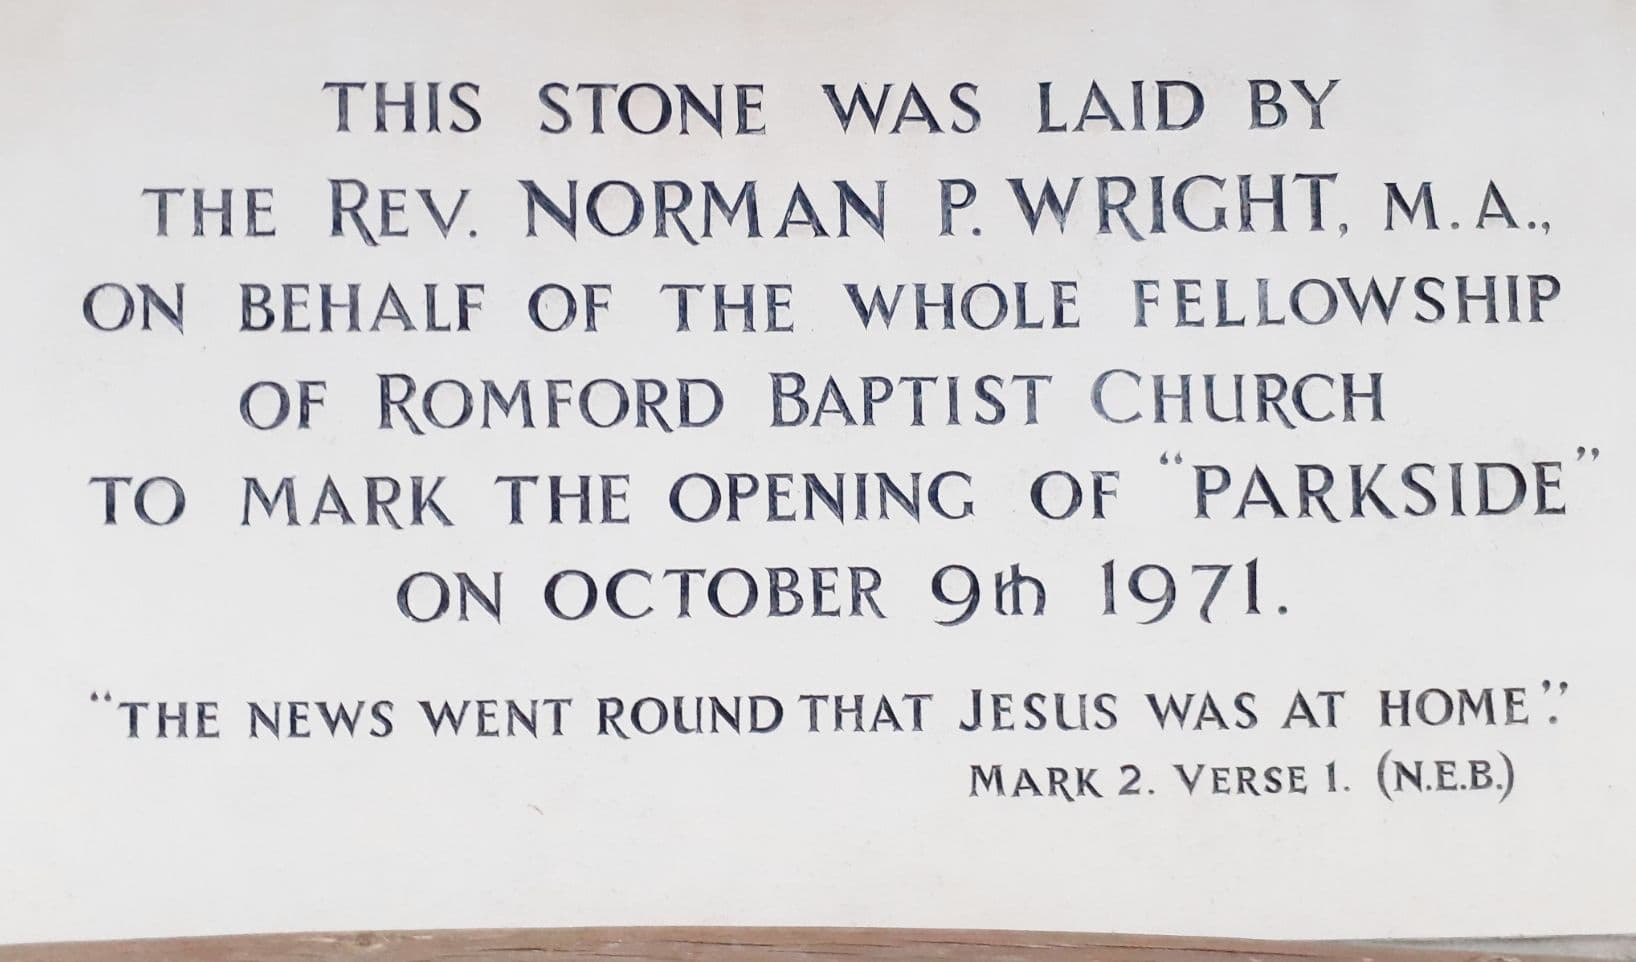 THIS STONE WAS LAID BY
THE REV. NORMAN P. WRIGHT, M.A.,
ON BEHALF OF THE WHOLE FELLOWSHIP
OF ROMFORD BAPTIST CHURCH
TO MARK THE OPENING OF “PARKSIDE”
ON OCTOBER 9th 1971.
“THE NEWS WENT ROUND THAT JESUS WAS AT HOME”.
MARK 2. VERSE 1. (N.E.B.)